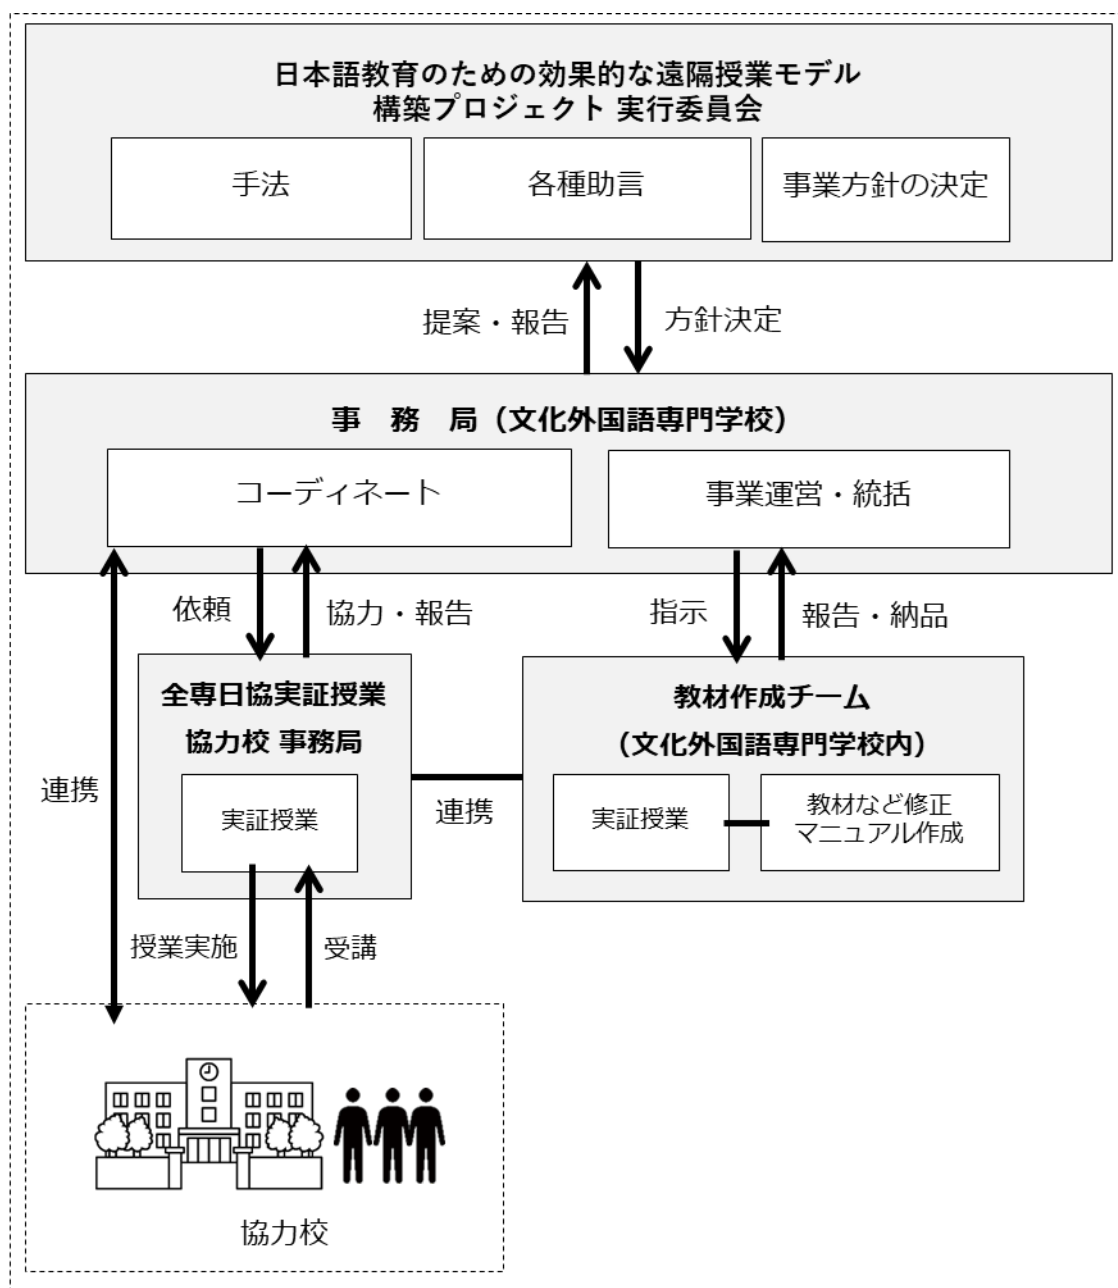 日本語教育のための効果的な遠隔授業モデル
構築プロジェクト 実行委員会
手法
各種助言
事業方針の決定
提案・報告
方針決定
事　務　局（文化外国語専門学校）
コーディネート
事業運営・統括
依頼
協力・報告
指示
報告・納品
全専日協実証授業
協力校 事務局
実証授業
教材作成チーム
（文化外国語専門学校内）
実証授業
教材など修正
マニュアル作成
連携
連携
授業実施
受講
協力校